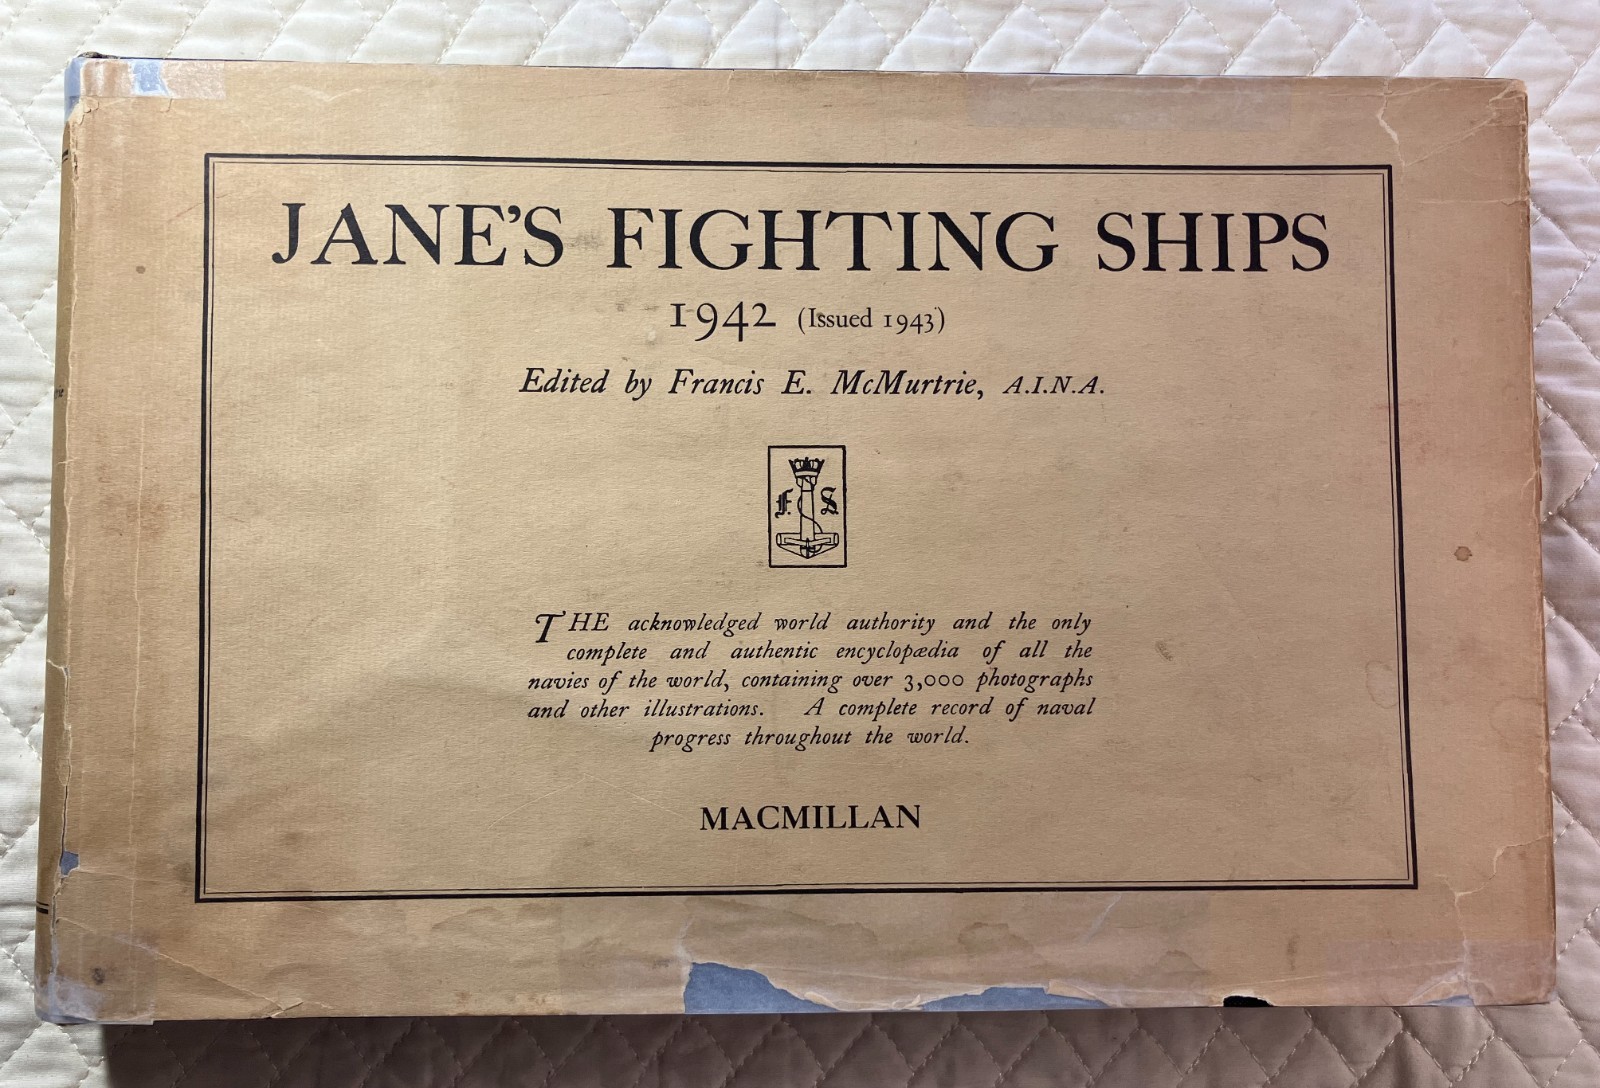 JANE'S FIGHTING SHIPS
1942 (Issued 1943)
Edited by Francis E. McMurtrie, A.I.N.A.
F. S.
THE acknowledged world authority and the only
complete and authentic encyclopædia of all the
navies of the world, containing over 3,000 photographs
and other illustrations. A complete record of naval
progress throughout the world.
MACMILLAN